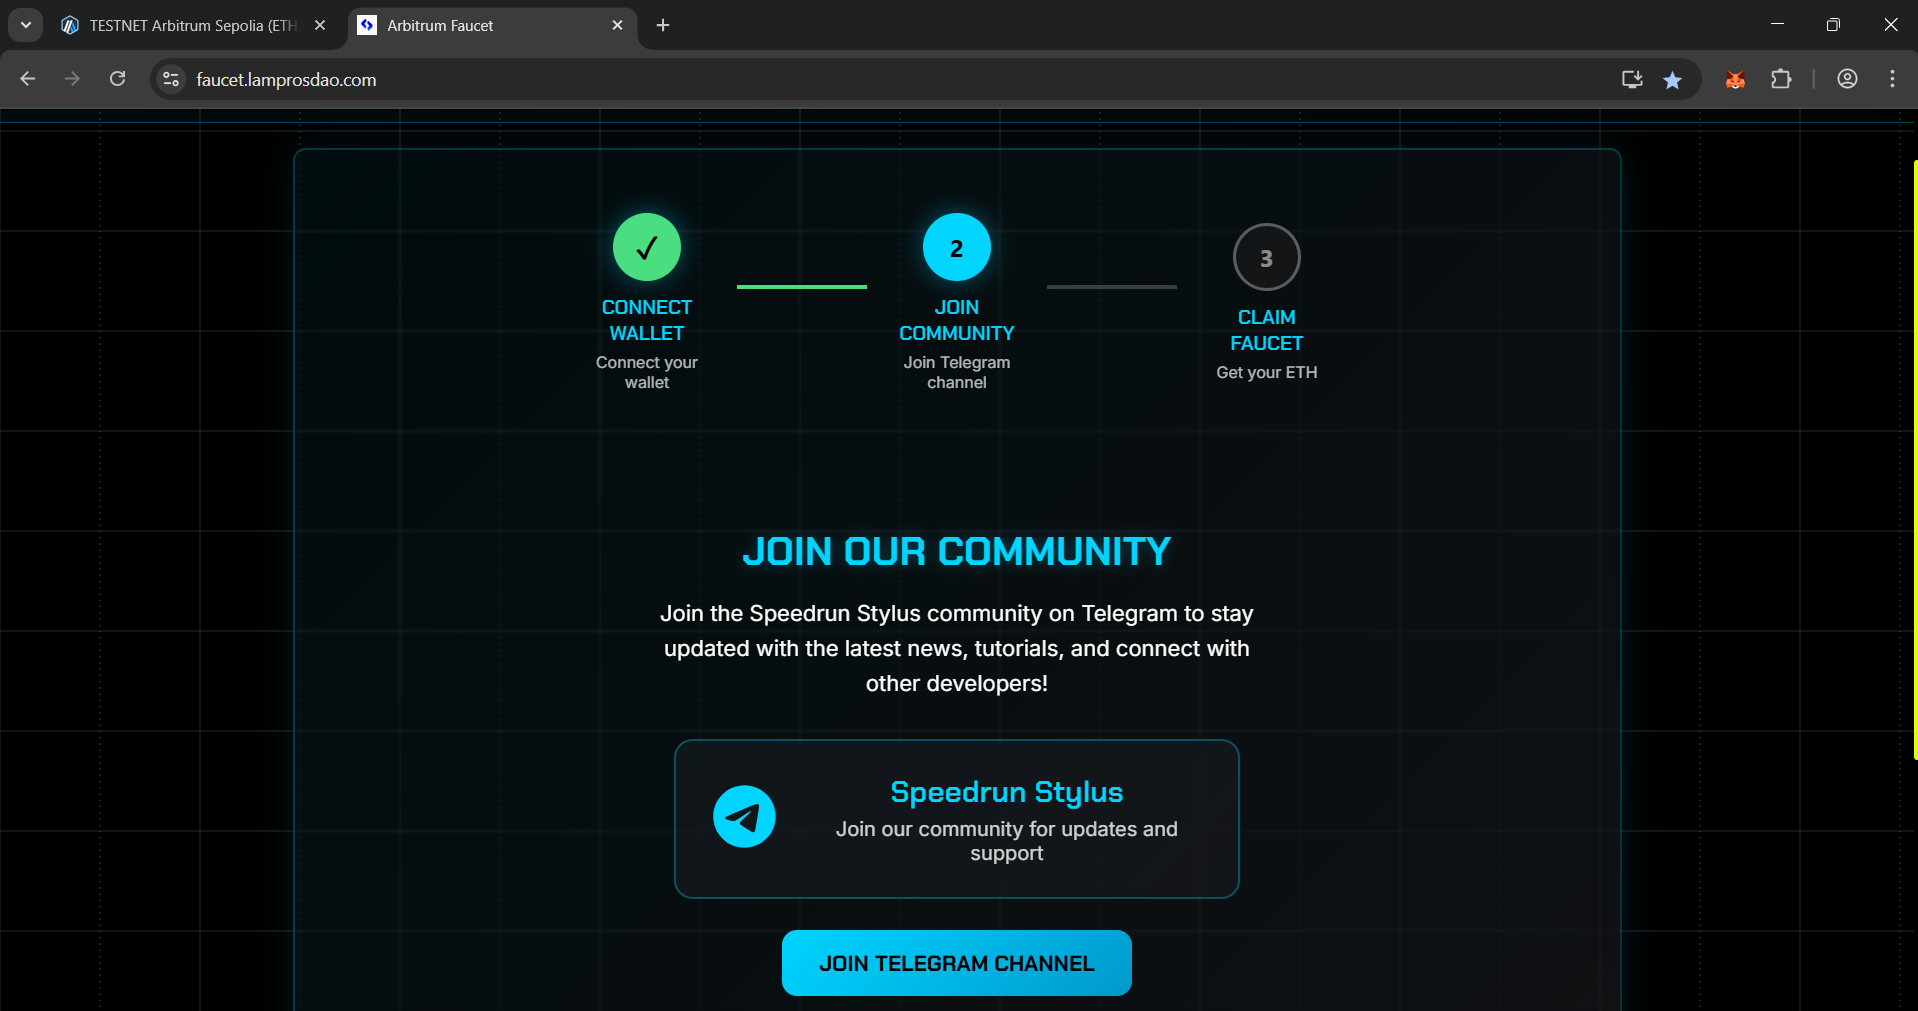 TESTNET Arbitrum Sepolia (ETH
Arbitrum Faucet
faucet.lamprosdao.com
✓
2
3
CONNECT
WALLET
Connect your
wallet
JOIN
COMMUNITY
Join Telegram
channel
CLAIM
FAUCET
Get your ETH
JOIN OUR COMMUNITY
Join the Speedrun Stylus community on Telegram to stay
updated with the latest news, tutorials, and connect with
other developers!
Speedrun Stylus
Join our community for updates and
support
JOIN TELEGRAM CHANNEL